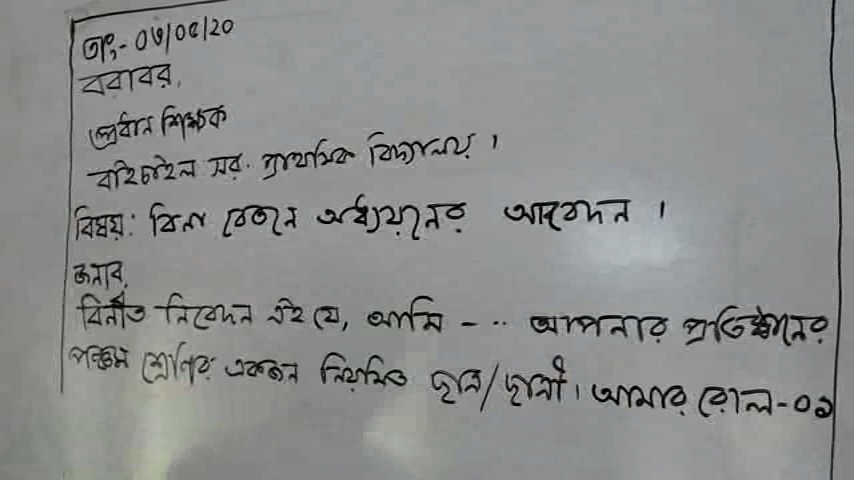 তাং:- ০৬/০৫/২০
বরাবর,
প্রধান শিক্ষক
বাইচাইল সর. প্রাথমিক বিদ্যালয় ।
বিষয়: বিনা বেতনে অধ্যয়নের আবেদন ।
জনাব,
বিনীত নিবেদন এই যে, আমি - .. আপনার প্রতিষ্ঠানের
পঞ্চম শ্রেণির একজন নিয়মিত ছাত্র/ছাত্রী। আমার রোল-০১